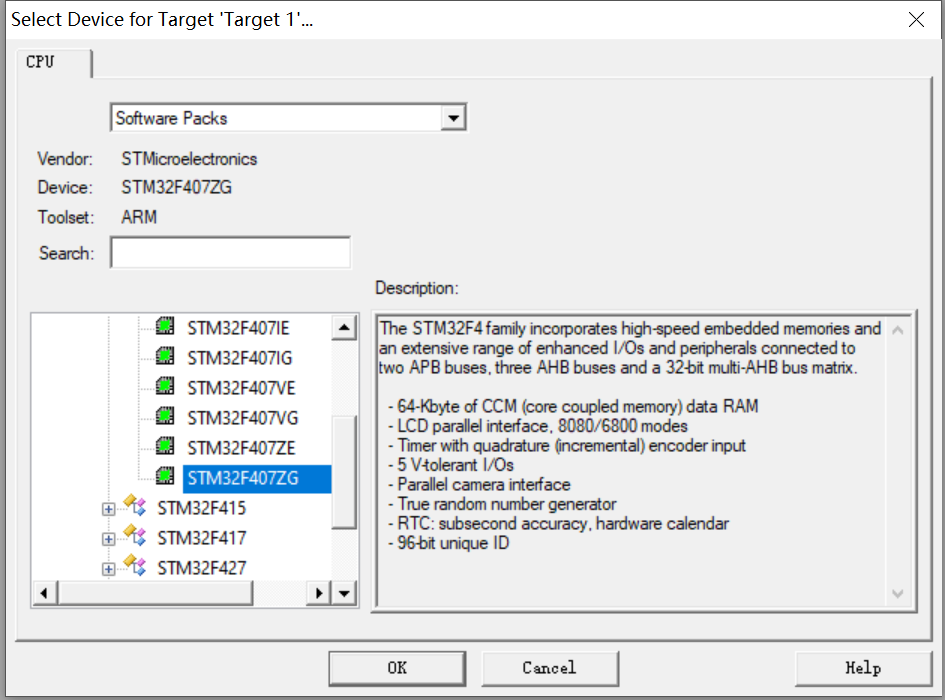 Select Device for Target 'Target 1'...
CPU
Software Packs
Vendor: STMicroelectronics
Device: STM32F407ZG
Toolset: ARM
Search:
Description:
STM32F407IE
STM32F407IG
STM32F407VE
STM32F407VG
STM32F407ZE
STM32F407ZG
STM32F415
STM32F417
STM32F427
The STM32F4 family incorporates high-speed embedded memories and
an extensive range of enhanced I/Os and peripherals connected to
two APB buses, three AHB buses and a 32-bit multi-AHB bus matrix.
- 64-Kbyte of CCM (core coupled memory) data RAM
- LCD parallel interface, 8080/6800 modes
- Timer with quadrature (incremental) encoder input
- 5 V-tolerant I/Os
- Parallel camera interface
- True random number generator
- RTC: subsecond accuracy, hardware calendar
- 96-bit unique ID
OK
Cancel
Help